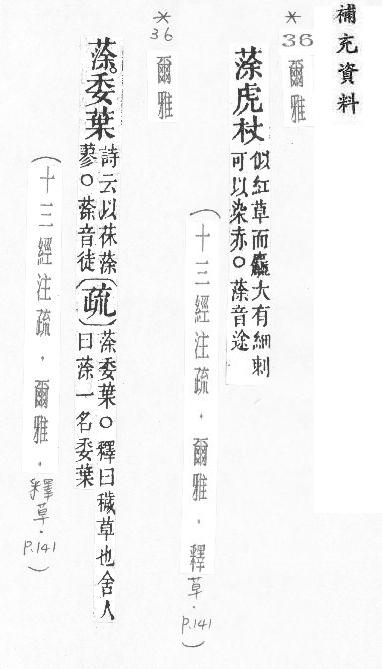 補充資料
*36 爾雅
蒤虎杖 似紅草而麤大有細刺
可以染赤○蒤音途
(十三經注疏．爾雅．釋草．P.141)
*36 爾雅
蒤委葉 詩云以茠蒤
蓼○蒤音徒
〔疏〕 蒤委葉○釋曰穢草也舍人
曰蒤一名委葉
(十三經注疏．爾雅．釋草．P.141)